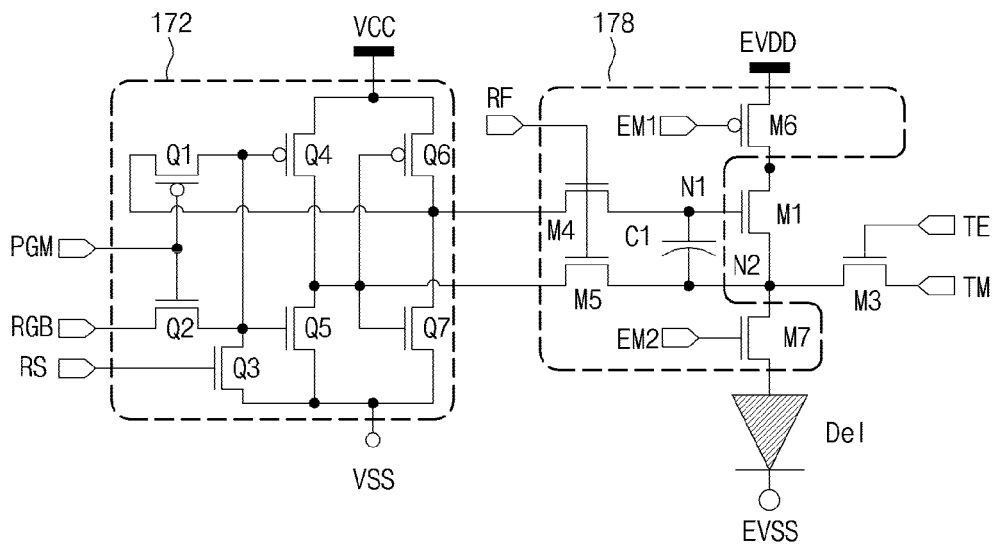 172
178
VCC
EVDD
RF
EM1
M6
Q1
Q4
Q6
N1
M1
M4
C1
TE
PGM
N2
M5
M3
TM
RGB
Q2
Q5
Q7
EM2
M7
RS
Q3
Del
VSS
EVSS